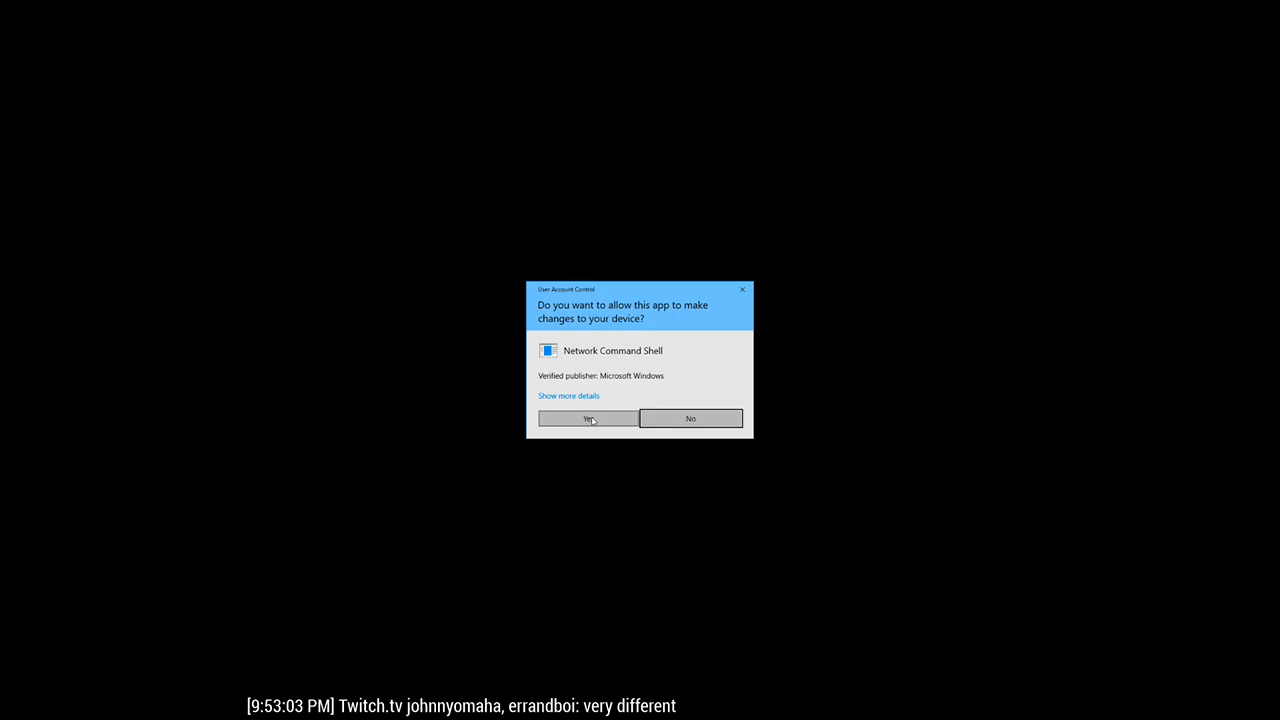 User Account Control
Do you want to allow this app to make
changes to your device?
Network Command Shell
Verified publisher: Microsoft Windows
Show more details
Yes
No
[9:53:03 PM] Twitch.tv johnnyomaha, errandboi: very different